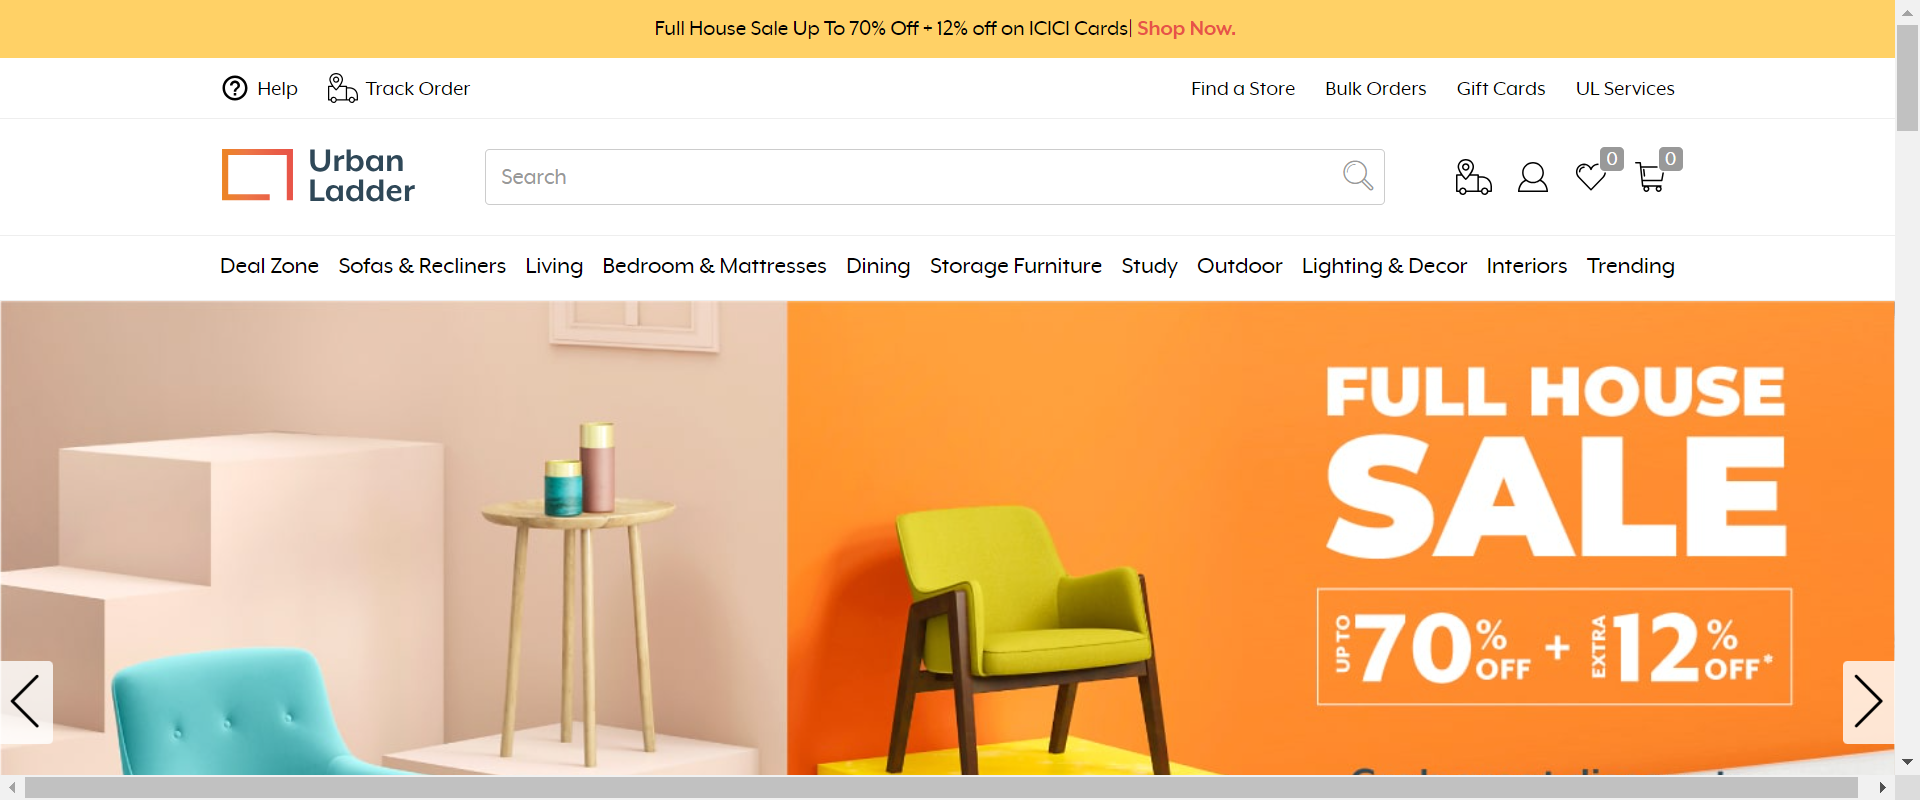 Full House Sale Up To 70% Off + 12% off on ICICI Cards| Shop Now.
Help Track Order Find a Store Bulk Orders Gift Cards UL Services
Urban
Ladder
Search
0 0
Deal Zone Sofas & Recliners Living Bedroom & Mattresses Dining Storage Furniture Study Outdoor Lighting & Decor Interiors Trending
FULL HOUSE
SALE
UP TO 70% OFF + EXTRA 12% OFF*